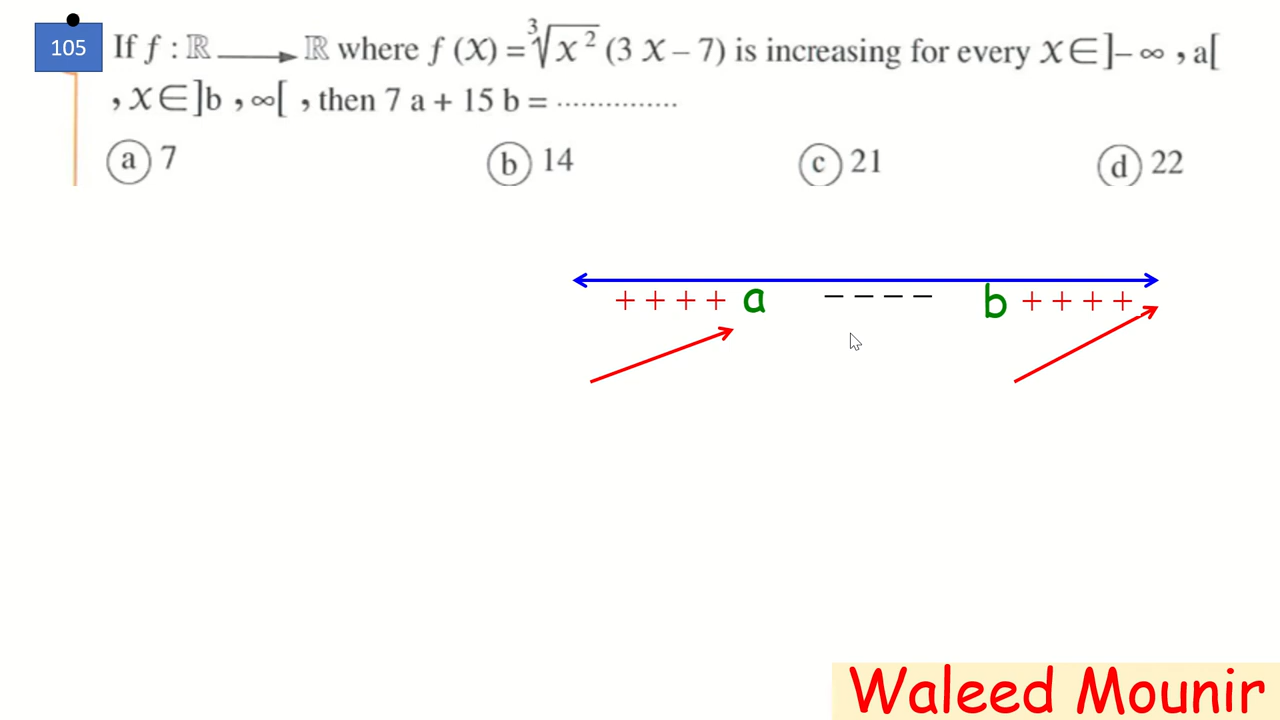 105 If f : ℝ ⟶ ℝ where f (X) = ∛x² (3 X – 7) is increasing for every X ∈ ]– ∞ , a[
, X ∈ ]b , ∞[ , then 7 a + 15 b = ...............
(a) 7 (b) 14 (c) 21 (d) 22
+ + + + a – – – – b + + + +
Waleed Mounir